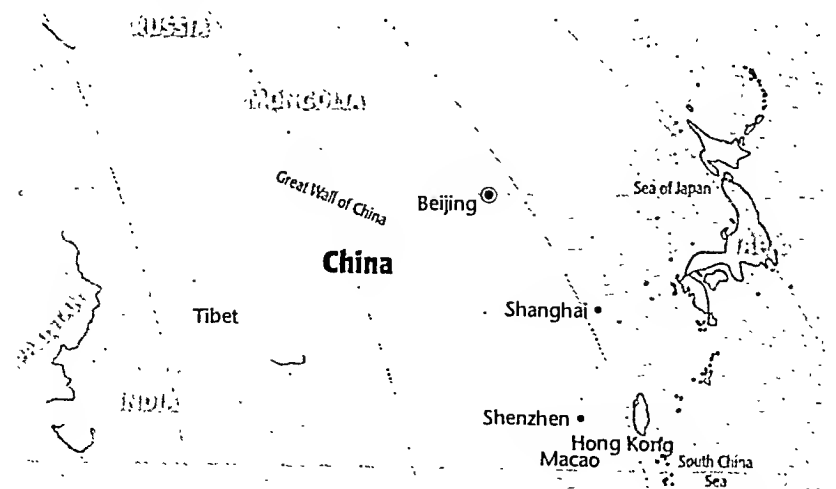 RUSSIA
MONGOLIA
Great Wall of China
Beijing
Sea of Japan
China
Shanghai
Tibet
INDIA
Shenzhen
Hong Kong
Macao
South China
Sea